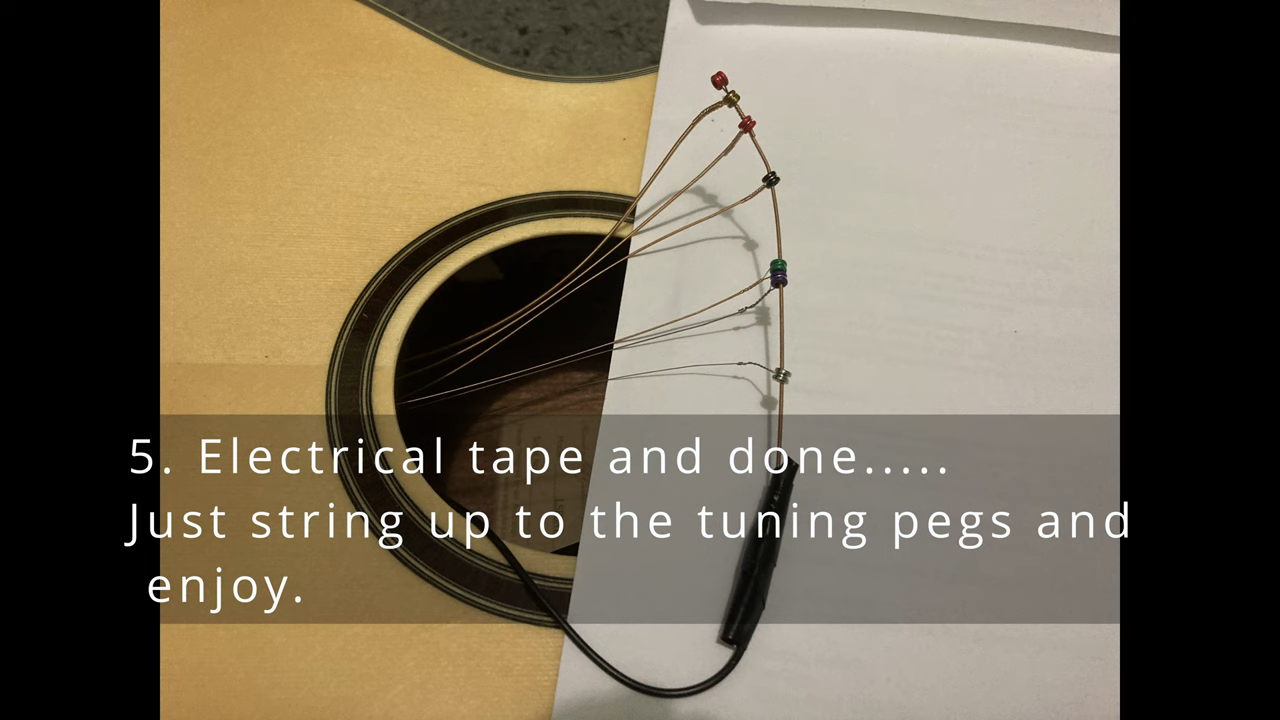 5. Electrical tape and done.....
Just string up to the tuning pegs and
enjoy.